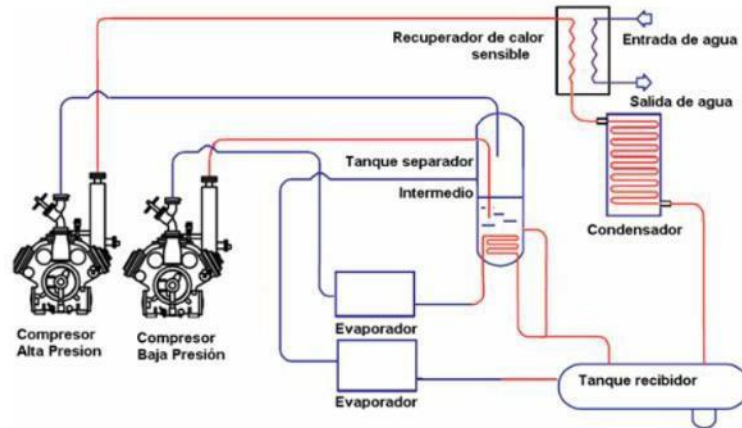 Recuperador de calor
sensible
Entrada de agua
Salida de agua
Tanque separador
Intermedio
Condensador
Compresor
Alta Presion
Compresor
Baja Presión
Evaporador
Evaporador
Tanque recibidor